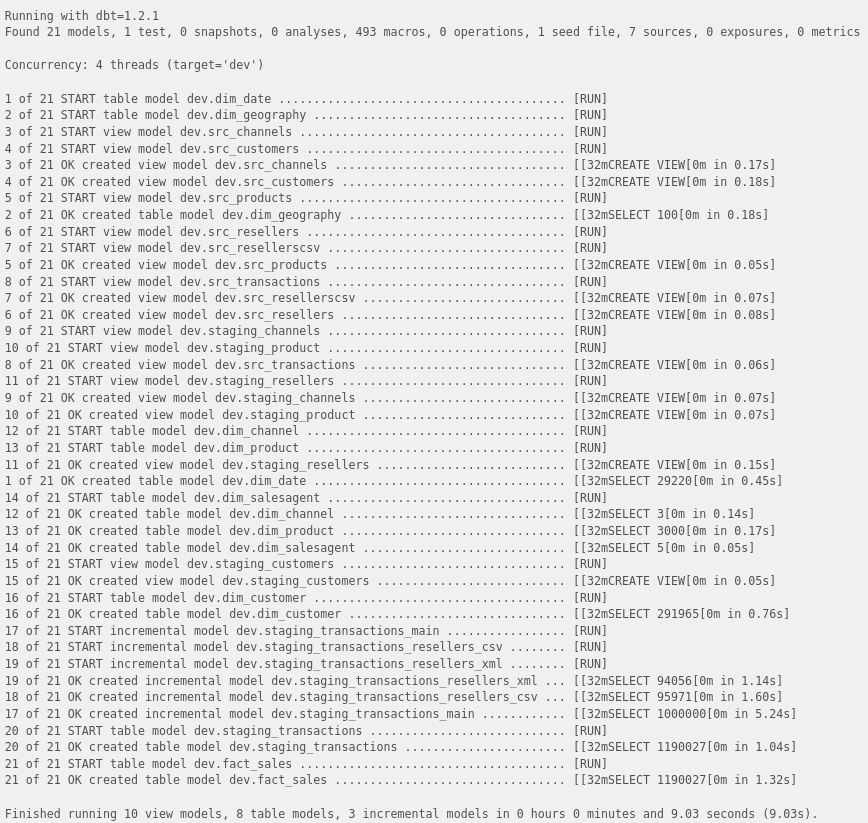 Running with dbt=1.2.1
Found 21 models, 1 test, 0 snapshots, 0 analyses, 493 macros, 0 operations, 1 seed file, 7 sources, 0 exposures, 0 metrics
Concurrency: 4 threads (target='dev')
1 of 21 START table model dev.dim_date ......................................... [RUN]
2 of 21 START table model dev.dim_geography .................................... [RUN]
3 of 21 START view model dev.src_channels ...................................... [RUN]
4 of 21 START view model dev.src_customers ..................................... [RUN]
3 of 21 OK created view model dev.src_channels ................................. [[32mCREATE VIEW[0m in 0.17s]
4 of 21 OK created view model dev.src_customers ................................ [[32mCREATE VIEW[0m in 0.18s]
5 of 21 START view model dev.src_products ...................................... [RUN]
2 of 21 OK created table model dev.dim_geography ............................... [[32mSELECT 100[0m in 0.18s]
6 of 21 START view model dev.src_resellers ..................................... [RUN]
7 of 21 START view model dev.src_resellerscsv .................................. [RUN]
5 of 21 OK created view model dev.src_products ................................. [[32mCREATE VIEW[0m in 0.05s]
8 of 21 START view model dev.src_transactions .................................. [RUN]
7 of 21 OK created view model dev.src_resellerscsv ............................. [[32mCREATE VIEW[0m in 0.07s]
6 of 21 OK created view model dev.src_resellers ................................ [[32mCREATE VIEW[0m in 0.08s]
9 of 21 START view model dev.staging_channels .................................. [RUN]
10 of 21 START view model dev.staging_product .................................. [RUN]
8 of 21 OK created view model dev.src_transactions ............................. [[32mCREATE VIEW[0m in 0.06s]
11 of 21 START view model dev.staging_resellers ................................ [RUN]
9 of 21 OK created view model dev.staging_channels ............................. [[32mCREATE VIEW[0m in 0.07s]
10 of 21 OK created view model dev.staging_product ............................. [[32mCREATE VIEW[0m in 0.07s]
12 of 21 START table model dev.dim_channel ..................................... [RUN]
13 of 21 START table model dev.dim_product ..................................... [RUN]
11 of 21 OK created view model dev.staging_resellers ........................... [[32mCREATE VIEW[0m in 0.15s]
1 of 21 OK created table model dev.dim_date .................................... [[32mSELECT 29220[0m in 0.45s]
14 of 21 START table model dev.dim_salesagent .................................. [RUN]
12 of 21 OK created table model dev.dim_channel ................................ [[32mSELECT 3[0m in 0.14s]
13 of 21 OK created table model dev.dim_product ................................ [[32mSELECT 3000[0m in 0.17s]
14 of 21 OK created table model dev.dim_salesagent ............................. [[32mSELECT 5[0m in 0.05s]
15 of 21 START view model dev.staging_customers ................................ [RUN]
15 of 21 OK created view model dev.staging_customers ........................... [[32mCREATE VIEW[0m in 0.05s]
16 of 21 START table model dev.dim_customer .................................... [RUN]
16 of 21 OK created table model dev.dim_customer ............................... [[32mSELECT 291965[0m in 0.76s]
17 of 21 START incremental model dev.staging_transactions_main ................. [RUN]
18 of 21 START incremental model dev.staging_transactions_resellers_csv ........ [RUN]
19 of 21 START incremental model dev.staging_transactions_resellers_xml ........ [RUN]
19 of 21 OK created incremental model dev.staging_transactions_resellers_xml ... [[32mSELECT 94056[0m in 1.14s]
18 of 21 OK created incremental model dev.staging_transactions_resellers_csv ... [[32mSELECT 95971[0m in 1.60s]
17 of 21 OK created incremental model dev.staging_transactions_main ............ [[32mSELECT 1000000[0m in 5.24s]
20 of 21 START table model dev.staging_transactions ............................ [RUN]
20 of 21 OK created table model dev.staging_transactions ....................... [[32mSELECT 1190027[0m in 1.04s]
21 of 21 START table model dev.fact_sales ...................................... [RUN]
21 of 21 OK created table model dev.fact_sales ................................. [[32mSELECT 1190027[0m in 1.32s]
Finished running 10 view models, 8 table models, 3 incremental models in 0 hours 0 minutes and 9.03 seconds (9.03s).